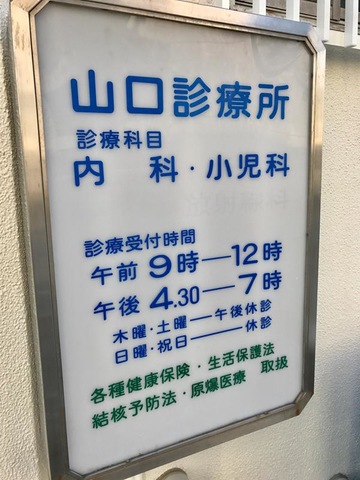 山口診療所
診療科目
内　科・小児科
診療受付時間
午前 9時―12時
午後 4.30―7時
木曜・土曜―午後休診
日曜・祝日―休診
各種健康保険・生活保護法
結核予防法・原爆医療 取扱